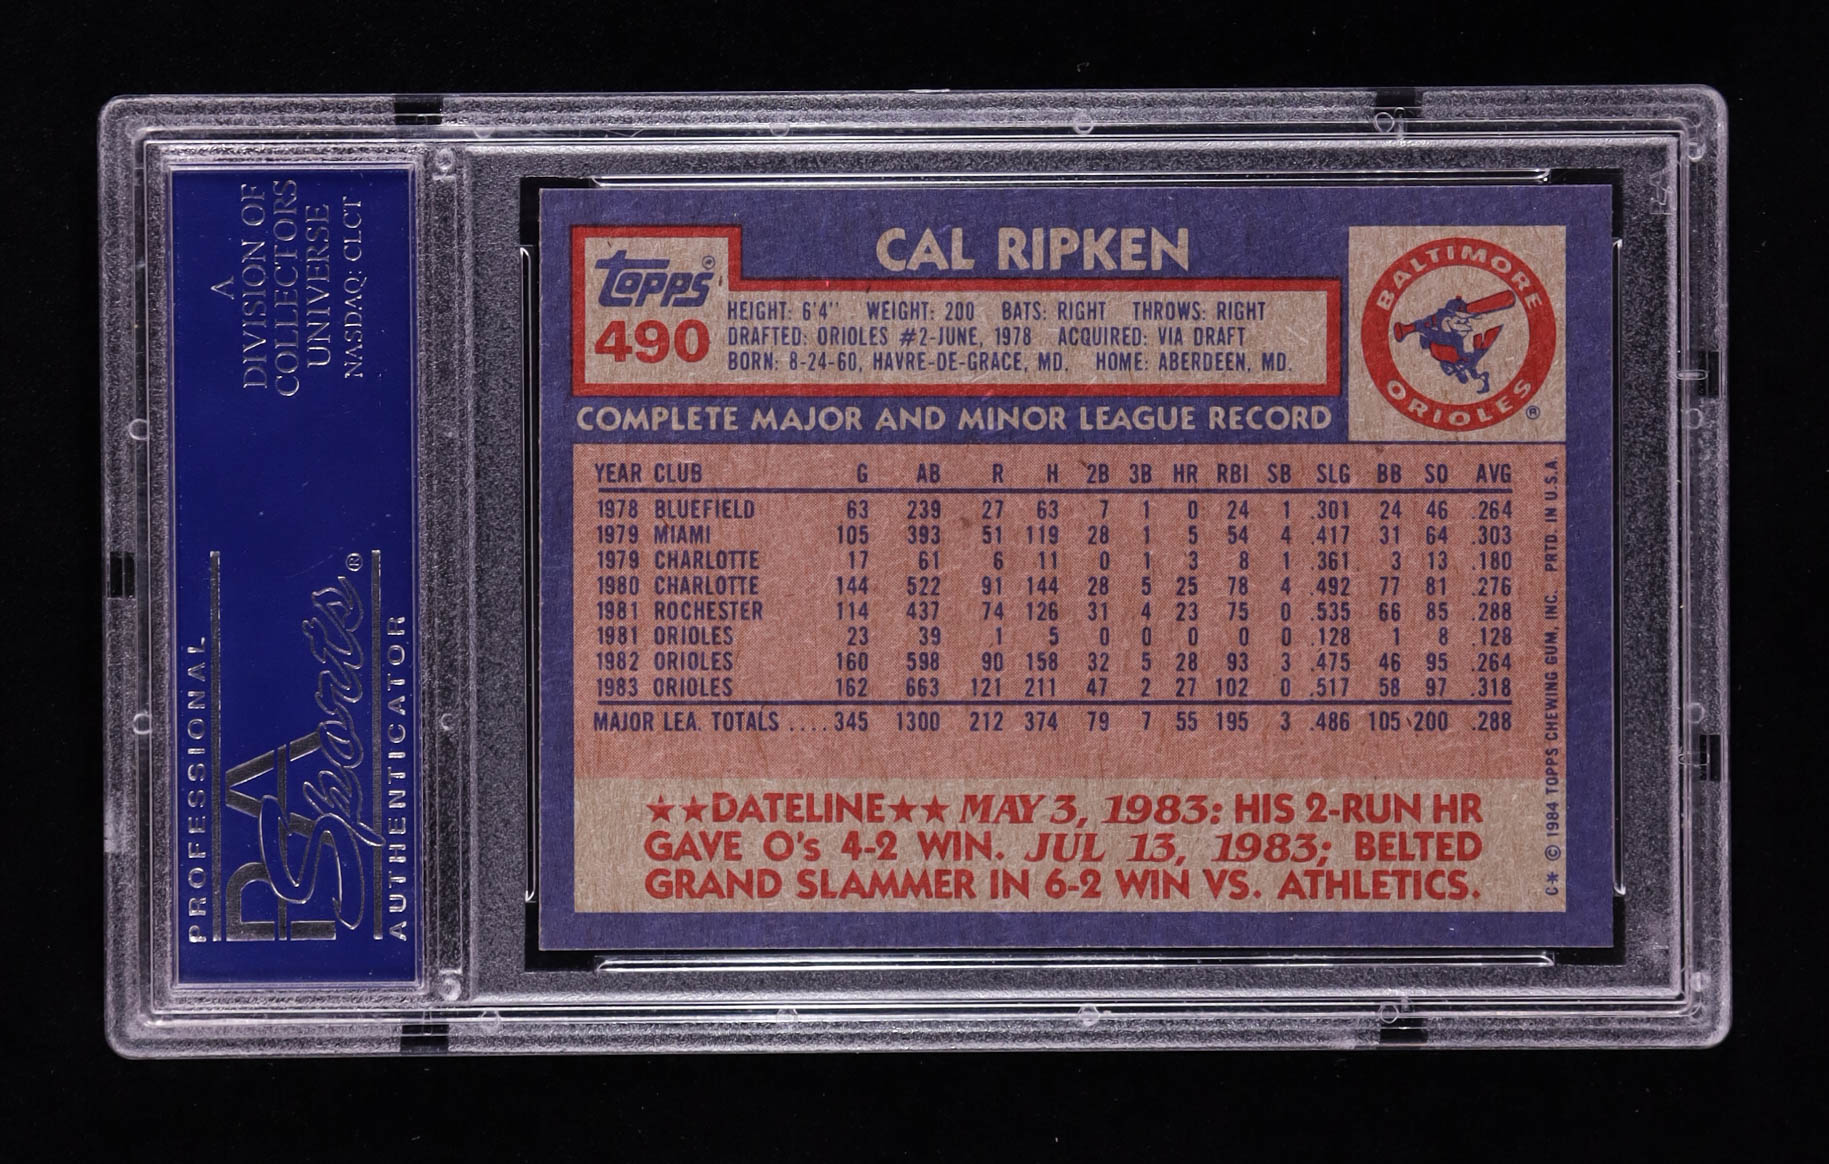 A
DIVISION OF
COLLECTORS
UNIVERSE
NASDAQ: CLCT
PROFESSIONAL
PSA
Sports®
AUTHENTICATOR
CAL RIPKEN
Topps®
490
HEIGHT: 6'4" WEIGHT: 200 BATS: RIGHT THROWS: RIGHT
DRAFTED: ORIOLES #2-JUNE, 1978 ACQUIRED: VIA DRAFT
BORN: 8-24-60, HAVRE-DE-GRACE, MD. HOME: ABERDEEN, MD.
BALTIMORE
ORIOLES
®
COMPLETE MAJOR AND MINOR LEAGUE RECORD
YEAR CLUB G AB R H 2B 3B HR RBI SB SLG BB SO AVG
1978 BLUEFIELD 63 239 27 63 7 1 0 24 1 .301 24 46 .264
1979 MIAMI 105 393 51 119 28 1 5 54 4 .417 31 64 .303
1979 CHARLOTTE 17 61 6 11 0 1 3 8 1 .361 3 13 .180
1980 CHARLOTTE 144 522 91 144 28 5 25 78 4 .492 77 81 .276
1981 ROCHESTER 114 437 74 126 31 4 23 75 0 .535 66 85 .288
1981 ORIOLES 23 39 1 5 0 0 0 0 0 .128 1 8 .128
1982 ORIOLES 160 598 90 158 32 5 28 93 3 .475 46 95 .264
1983 ORIOLES 162 663 121 211 47 2 27 102 0 .517 58 97 .318
MAJOR LEA. TOTALS .... 345 1300 212 374 79 7 55 195 3 .486 105 200 .288
★★DATELINE★★ MAY 3, 1983: HIS 2-RUN HR
GAVE O's 4-2 WIN. JUL 13, 1983; BELTED
GRAND SLAMMER IN 6-2 WIN VS. ATHLETICS.
C* © 1984 TOPPS CHEWING GUM, INC. PRTD. IN U.S.A.